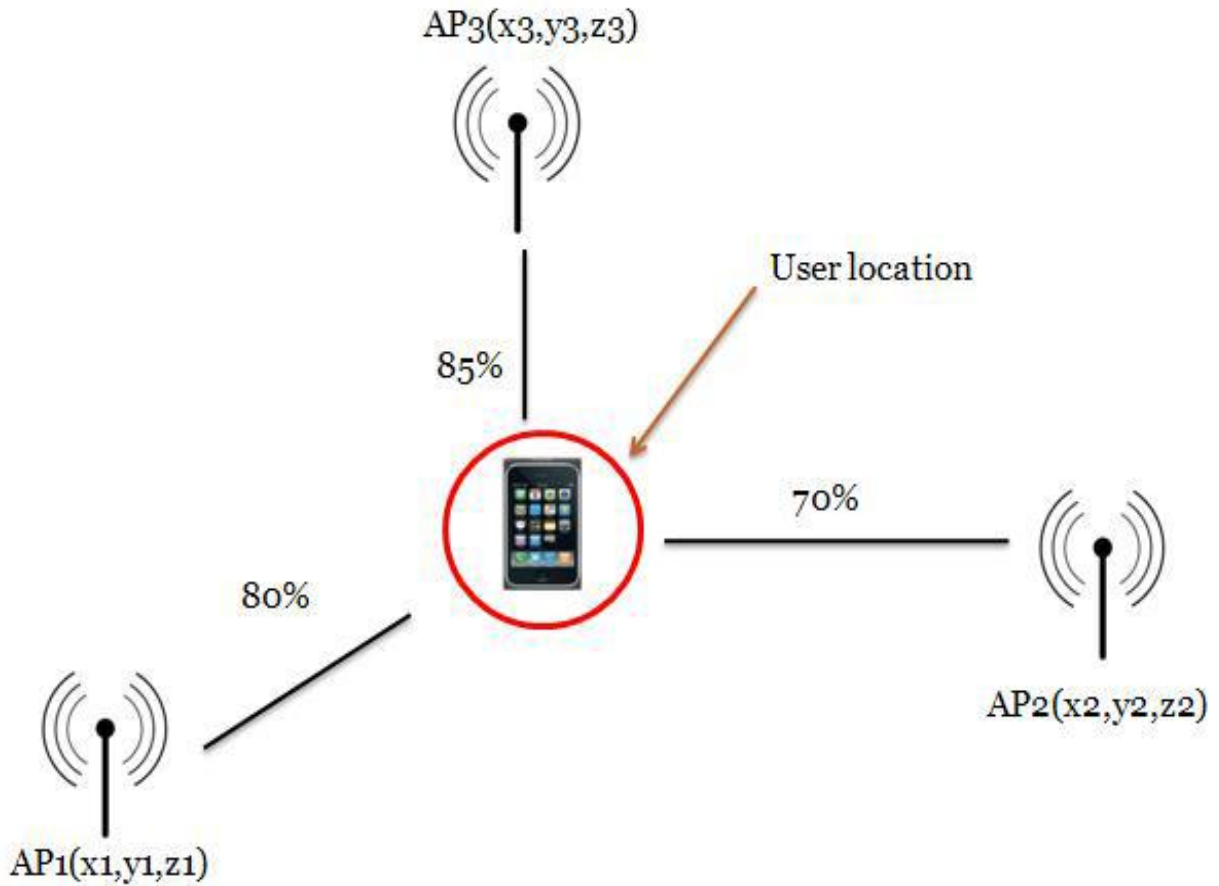 AP3(x3,y3,z3)
User location
85%
70%
80%
AP2(x2,y2,z2)
AP1(x1,y1,z1)